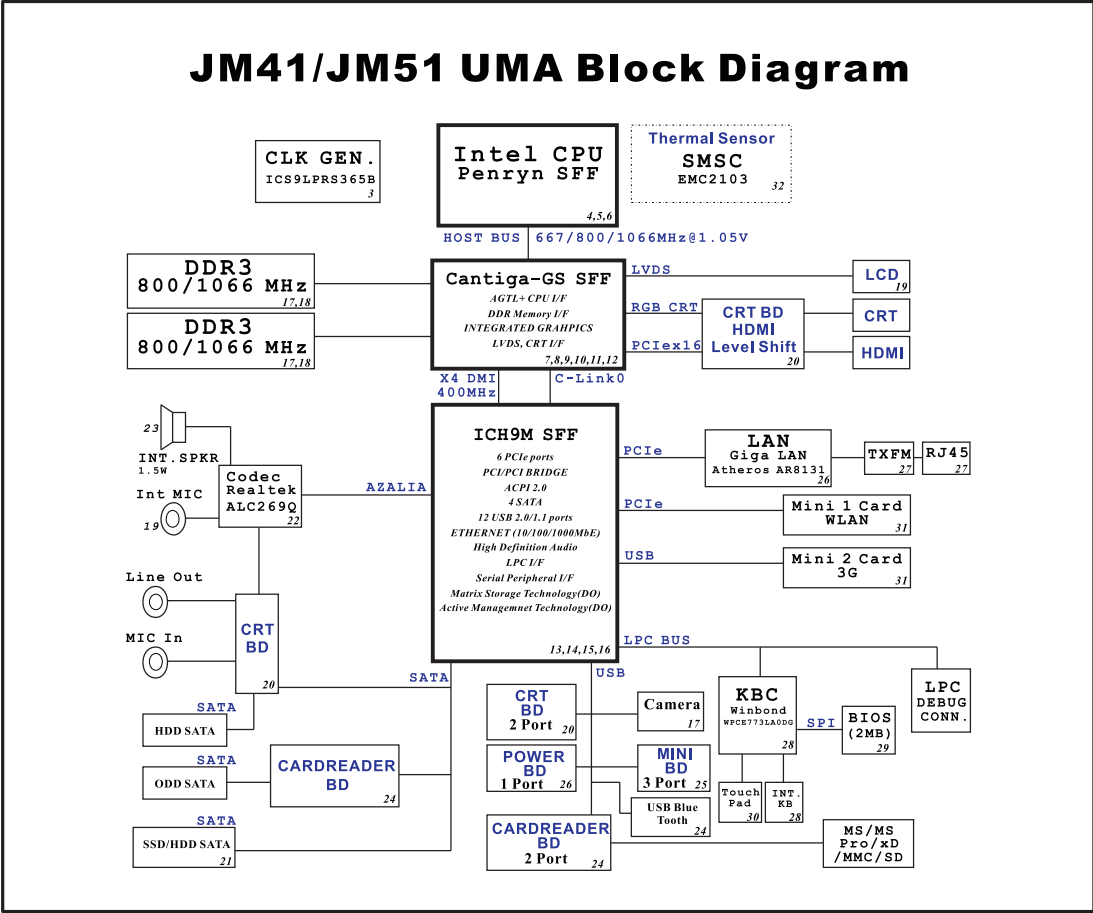 JM41/JM51 UMA Block Diagram
CLK GEN.
ICS9LPRS365B
3
Intel CPU
Penryn SFF
4,5,6
Thermal Sensor
SMSC
EMC2103
32
HOST BUS
667/800/1066MHz@1.05V
DDR3
800/1066 MHz
17,18
DDR3
800/1066 MHz
17,18
Cantiga-GS SFF
AGTL+ CPU I/F
DDR Memory I/F
INTEGRATED GRAHPICS
LVDS, CRT I/F
7,8,9,10,11,12
LVDS
LCD
19
RGB CRT
PCIex16
CRT BD
HDMI
Level Shift
20
CRT
HDMI
X4 DMI
400MHz
C-Link0
ICH9M SFF
6 PCIe ports
PCI/PCI BRIDGE
ACPI 2.0
4 SATA
12 USB 2.0/1.1 ports
ETHERNET (10/100/1000MbE)
High Definition Audio
LPC I/F
Serial Peripheral I/F
Matrix Storage Technology(DO)
Active Managemnet Technology(DO)
13,14,15,16
23
INT.SPKR
1.5W
Codec
Realtek
ALC269Q
22
AZALIA
Int MIC
19
Line Out
MIC In
CRT
BD
20
PCIe
LAN
Giga LAN
Atheros AR8131
26
TXFM
27
RJ45
27
PCIe
Mini 1 Card
WLAN
31
USB
Mini 2 Card
3G
31
LPC BUS
SATA
USB
SATA
HDD SATA
SATA
ODD SATA
CARDREADER
BD
24
SATA
SSD/HDD SATA
21
CRT
BD
2 Port
20
Camera
17
POWER
BD
1 Port
26
MINI
BD
3 Port
25
USB Blue
Tooth
24
CARDREADER
BD
2 Port
24
MS/MS
Pro/xD
/MMC/SD
KBC
Winbond
WPCE773LA0DG
28
SPI
BIOS
(2MB)
29
LPC
DEBUG
CONN.
Touch
Pad
30
INT.
KB
28